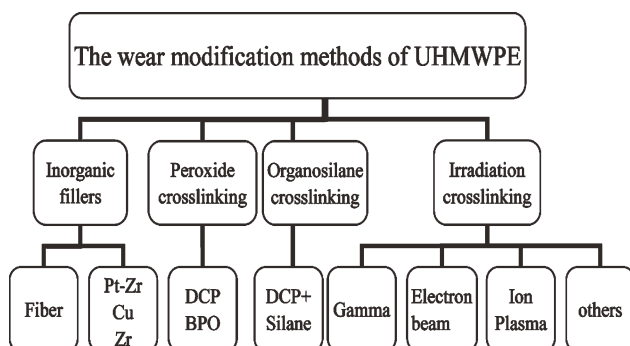 The wear modification methods of UHMWPE
Inorganic
fillers
Peroxide
crosslinking
Organosilane
crosslinking
Irradiation
crosslinking
Fiber
Pt-Zr
Cu
Zr
DCP
BPO
DCP+
Silane
Gamma
Electron
beam
Ion
Plasma
others